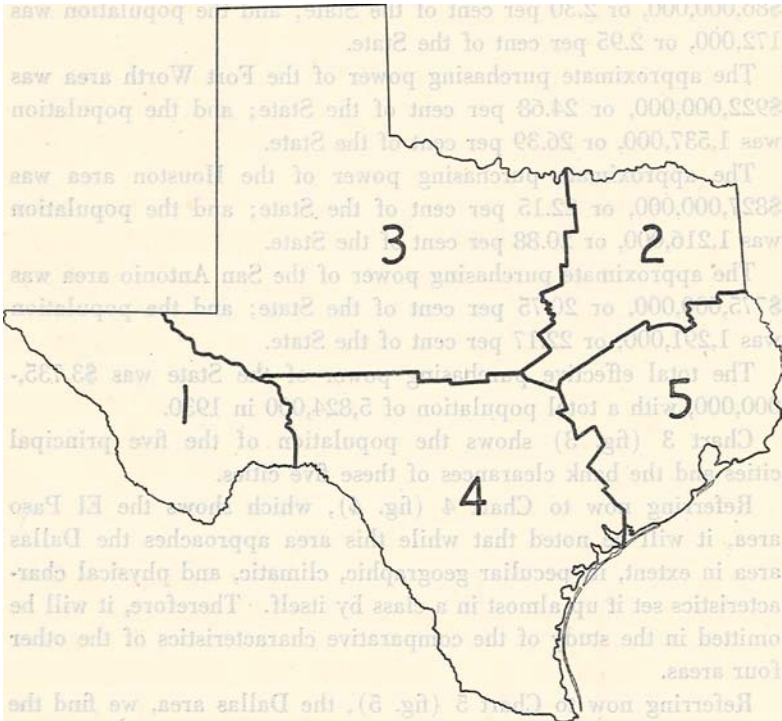 $86,000,000, or 2.30 per cent of the State, and the population was
172,000, or 2.95 per cent of the State.
The approximate purchasing power of the Fort Worth area was
$922,000,000, or 24.68 per cent of the State; and the population
was 1,537,000, or 26.39 per cent of the State.
The approximate purchasing power of the Houston area was
$827,000,000, or 22.15 per cent of the State; and the population
was 1,216,000, or 20.88 per cent of the State.
3
2
The approximate purchasing power of the San Antonio area was
$775,000,000, or 20.75 per cent of the State; and the population
was 1,291,000, or 22.17 per cent of the State.
The total effective purchasing power of the State was $3,735,-
000,000, with a total population of 5,824,000 in 1930.
1
5
Chart 3 (fig. 3) shows the population of the five principal
cities and the bank clearances of these five cities.
4
Referring now to Chart 4 (fig. 4), which shows the El Paso
area, it will be noted that while this area approaches the Dallas
area in extent, its peculiar geographic, climatic, and physical char-
acteristics set it up almost in a class by itself. Therefore, it will be
omitted in the study of the comparative characteristics of the other
four areas.
Referring now to Chart 5 (fig. 5), the Dallas area, we find the